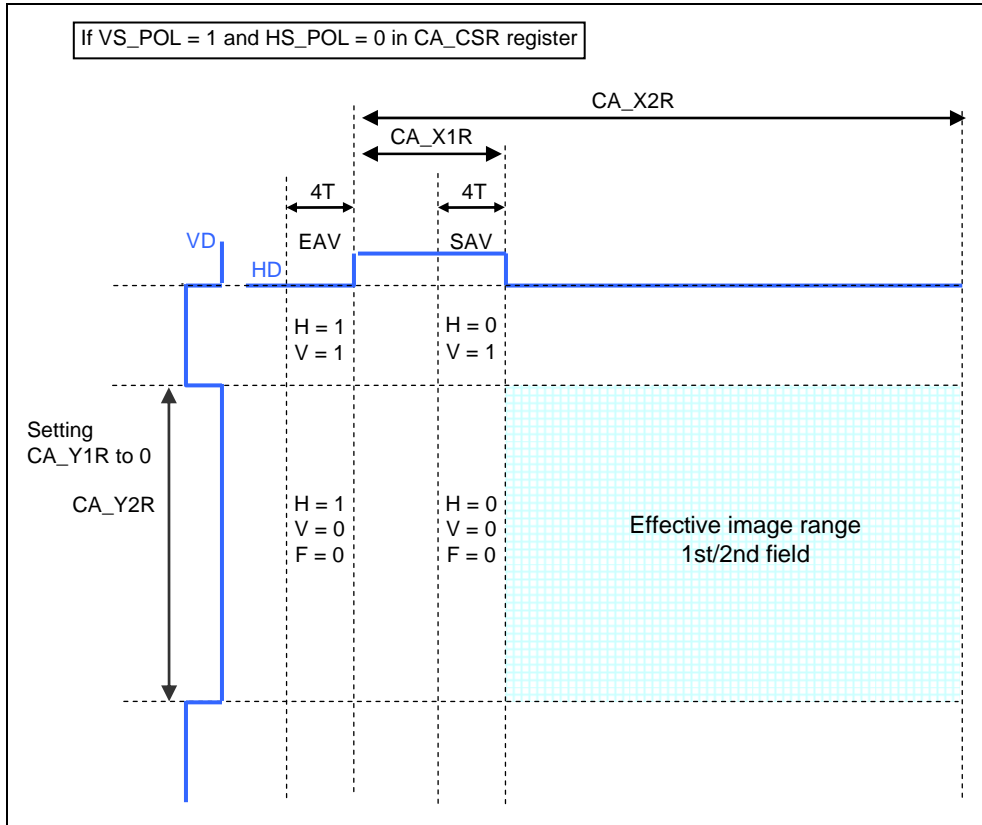 If VS_POL = 1 and HS_POL = 0 in CA_CSR register
CA_X2R
CA_X1R
4T
4T
VD
EAV
SAV
HD
H = 1
V = 1
H = 0
V = 1
Setting
CA_Y1R to 0
CA_Y2R
H = 1
V = 0
F = 0
H = 0
V = 0
F = 0
Effective image range
1st/2nd field